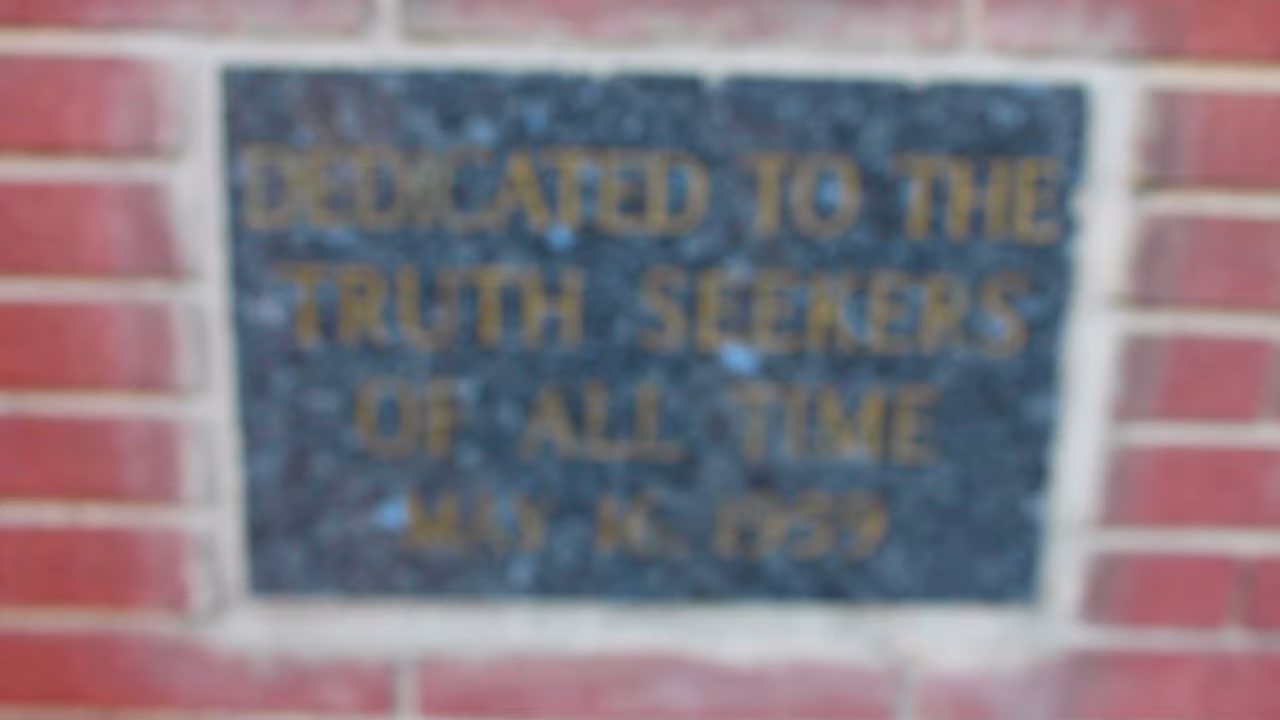 DEDICATED TO THE
TRUTH SEEKERS
OF ALL TIME
MAY 16, 1959